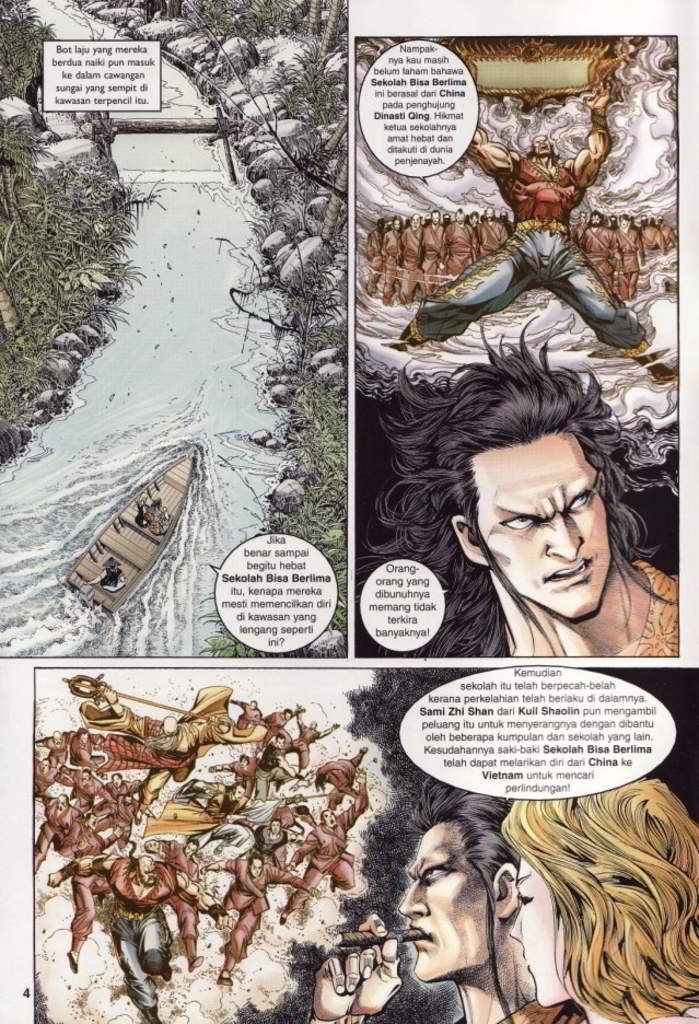 Bot laju yang mereka
berdua naiki pun masuk
ke dalam cawangan
sungai yang sempit di
kawasan terpencil itu.
Jika
benar sampai
begitu hebat
Sekolah Bisa Berlima
itu, kenapa mereka
mesti memencilkan diri
di kawasan yang
lengang seperti
ini?
Nampak-
nya kau masih
belum faham bahawa
Sekolah Bisa Berlima
ini berasal dari China
pada penghujung
Dinasti Qing. Hikmat
ketua sekolahnya
amat hebat dan
ditakuti di dunia
penjenayah.
Orang-
orang yang
dibunuhnya
memang tidak
terkira
banyaknya!
Kemudian
sekolah itu telah berpecah-belah
kerana perkelahian telah berlaku di dalamnya.
Sami Zhi Shan dari Kuil Shaolin pun mengambil
peluang itu untuk menyerangnya dengan dibantu
oleh beberapa kumpulan dan sekolah yang lain.
Kesudahannya saki-baki Sekolah Bisa Berlima
telah dapat melarikan diri dari China ke
Vietnam untuk mencari
perlindungan!
4